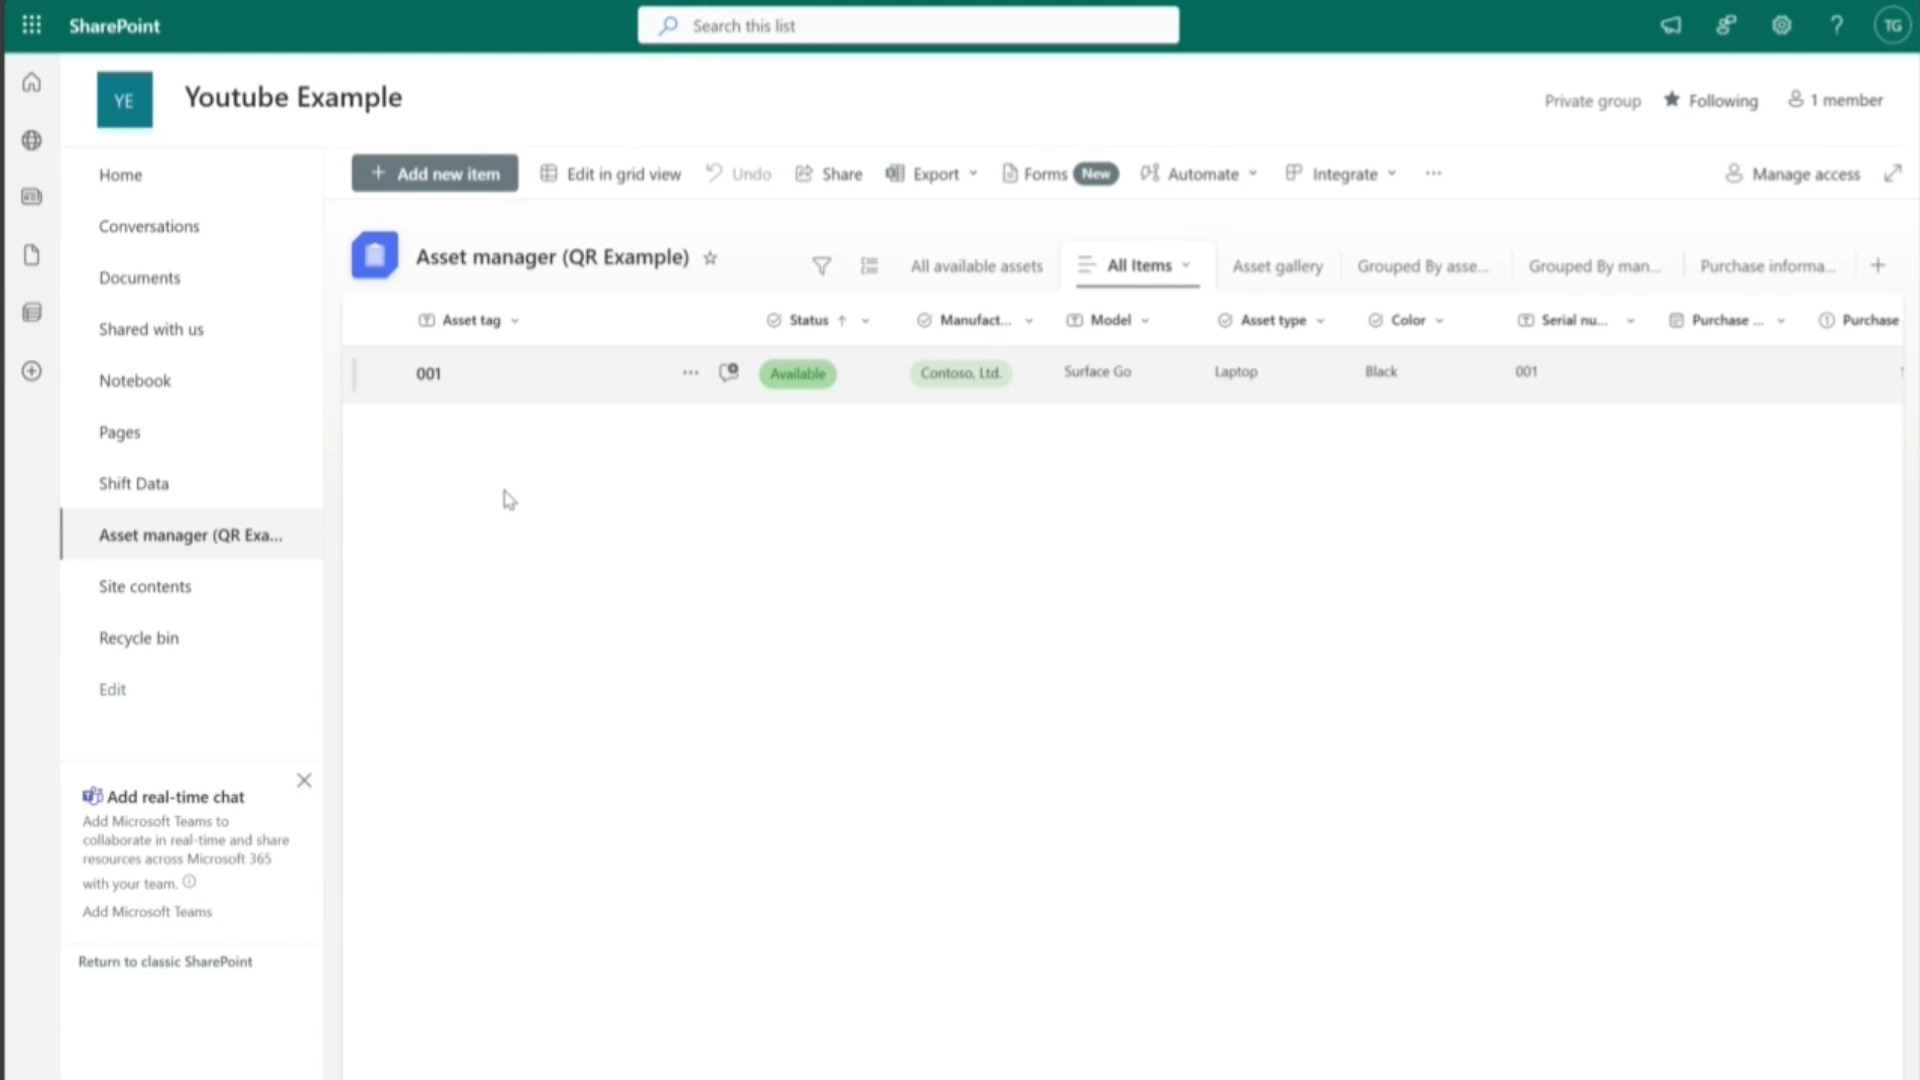 SharePoint
Search this list
TG
YE
Youtube Example
Private group
Following
1 member
Home
Conversations
Documents
Shared with us
Notebook
Pages
Shift Data
Asset manager (QR Exa...
Site contents
Recycle bin
Edit
Add real-time chat
Add Microsoft Teams to
collaborate in real-time and share
resources across Microsoft 365
with your team.
Add Microsoft Teams
Return to classic SharePoint
+ Add new item
Edit in grid view
Undo
Share
Export
Forms New
Automate
Integrate
...
Manage access
Asset manager (QR Example)
All available assets
All Items
Asset gallery
Grouped By asse...
Grouped By man...
Purchase informa...
+
Asset tag
Status
Manufact...
Model
Asset type
Color
Serial nu...
Purchase ...
Purchase
001
...
Available
Contoso, Ltd.
Surface Go
Laptop
Black
001